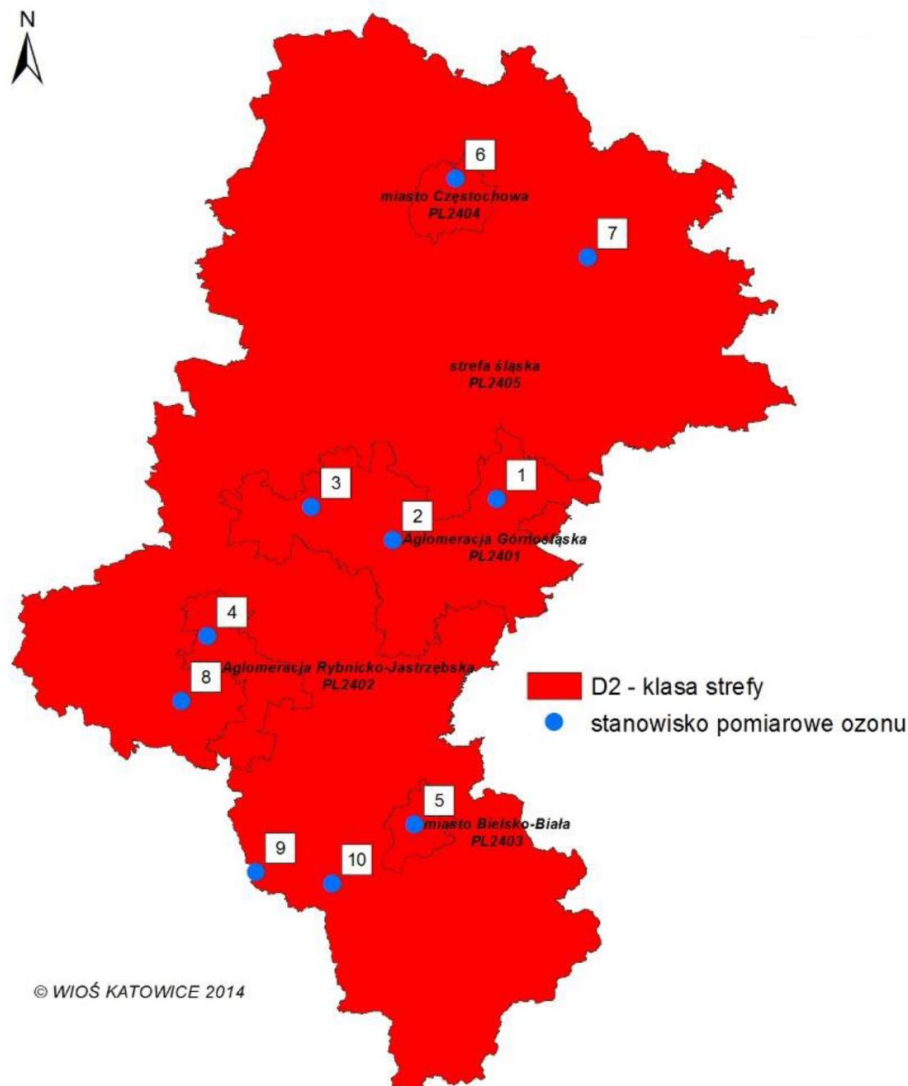 N
6
miasto Częstochowa
PL2404
7
strefa śląska
PL2405
3
1
2
Aglomeracja Górnośląska
PL2401
4
Aglomeracja Rybnicko-Jastrzębska
PL2402
8
D2 - klasa strefy
stanowisko pomiarowe ozonu
5
miasto Bielsko-Biała
PL2403
9
10
© WIOŚ KATOWICE 2014